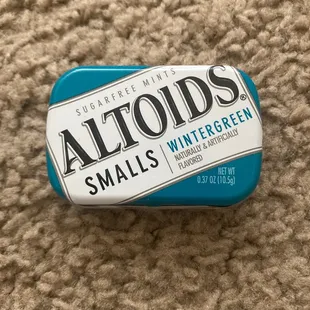 SUGARFREE MINTS
ALTOIDS®
SMALLS
WINTERGREEN
NATURALLY & ARTIFICIALLY
FLAVORED
NET WT
0.37 OZ (10.5g)